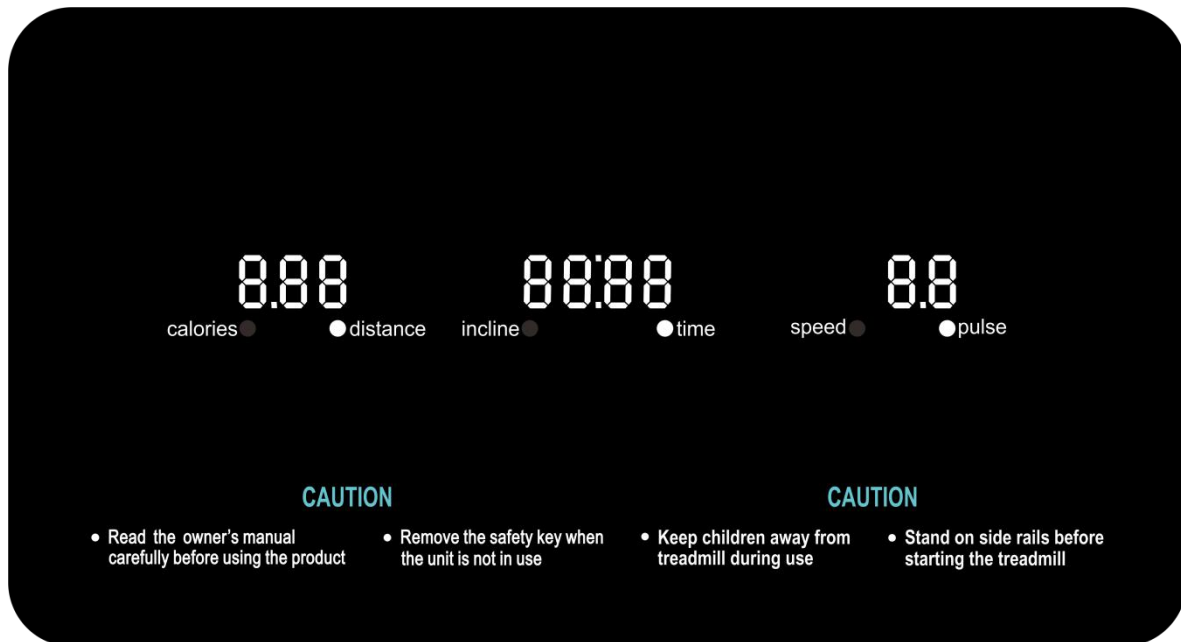 8.88 88:88 8.8
calories distance incline time speed pulse
CAUTION
• Read the owner's manual
carefully before using the product
• Remove the safety key when
the unit is not in use
CAUTION
• Keep children away from
treadmill during use
• Stand on side rails before
starting the treadmill